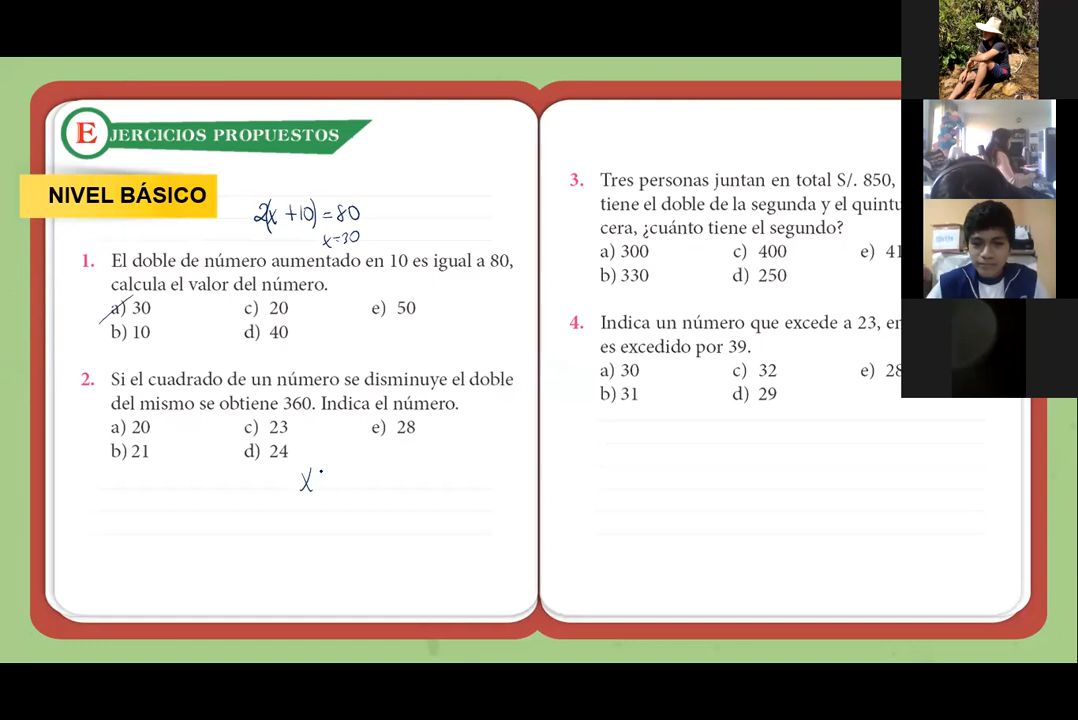 EJERCICIOS PROPUESTOS
NIVEL BÁSICO
2(x +10) = 80
x=30
1. El doble de número aumentado en 10 es igual a 80,
calcula el valor del número.
a) 30 c) 20 e) 50
b) 10 d) 40
2. Si el cuadrado de un número se disminuye el doble
del mismo se obtiene 360. Indica el número.
a) 20 c) 23 e) 28
b) 21 d) 24
x
3. Tres personas juntan en total S/. 850,
tiene el doble de la segunda y el quintu
cera, ¿cuánto tiene el segundo?
a) 300 c) 400 e) 41
b) 330 d) 250
4. Indica un número que excede a 23, en
es excedido por 39.
a) 30 c) 32 e) 28
b) 31 d) 29